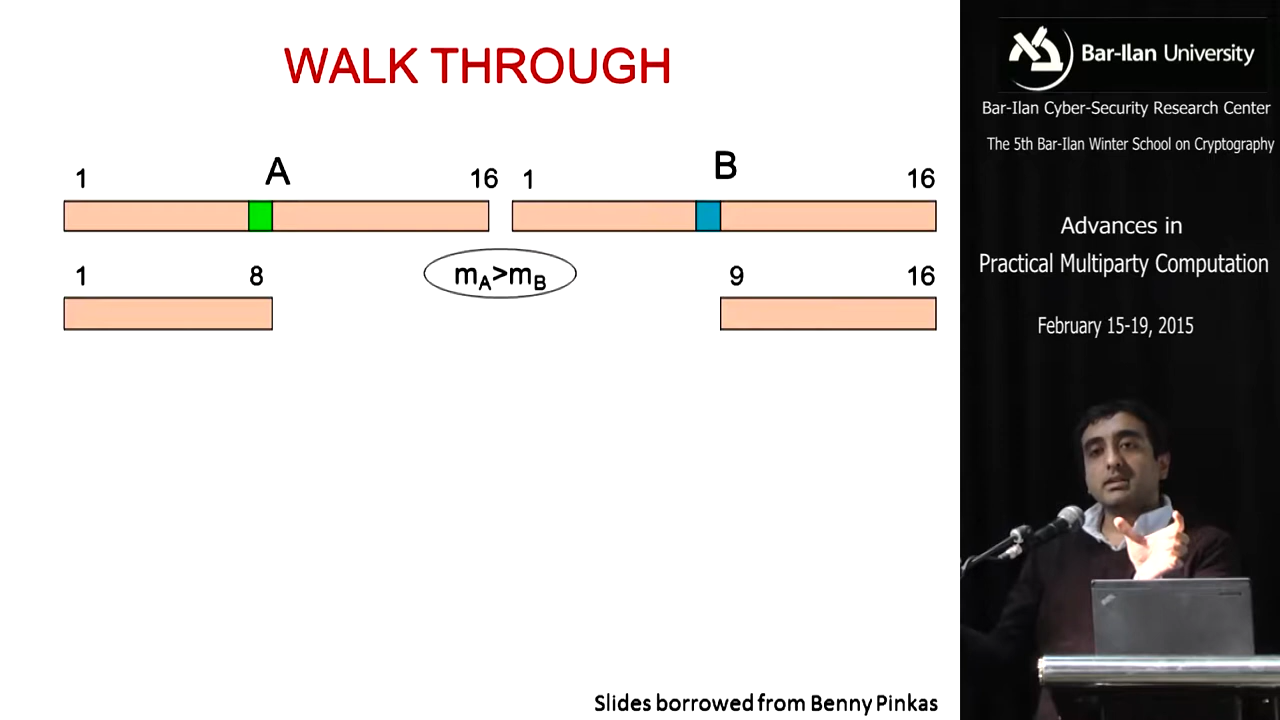 WALK THROUGH
A
B
1
16
1
16
1
8
mA>mB
9
16
Slides borrowed from Benny Pinkas
Bar-Ilan University
Bar-Ilan Cyber-Security Research Center
The 5th Bar-Ilan Winter School on Cryptography
Advances in
Practical Multiparty Computation
February 15-19, 2015